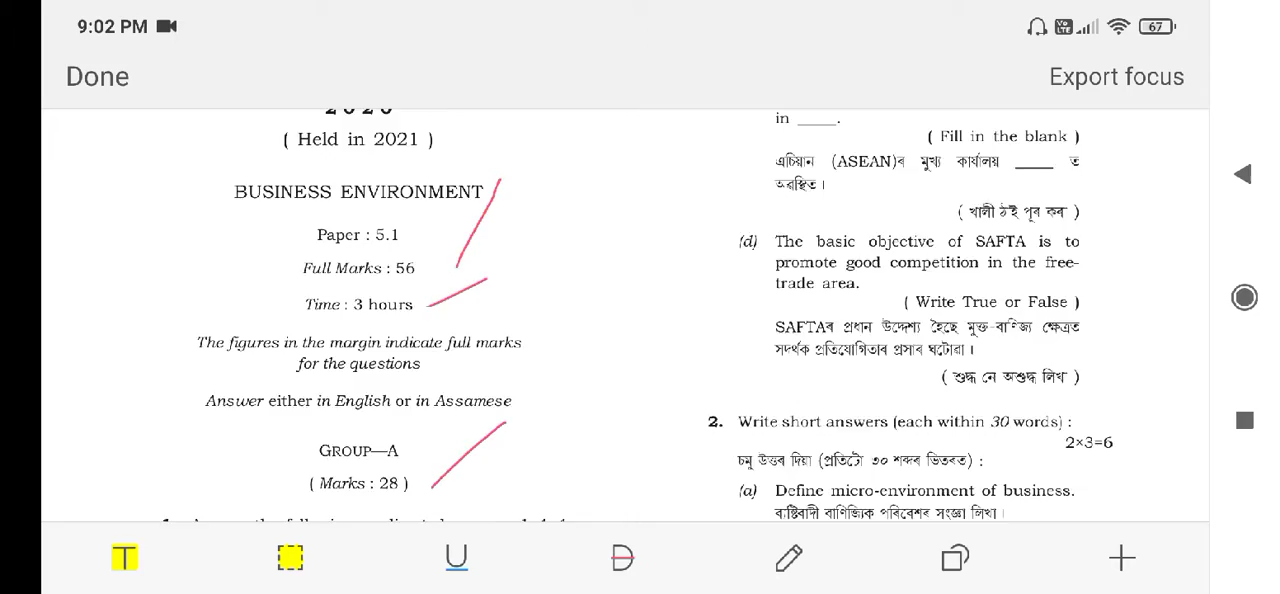 9:02 PM
Vo LTE
67
Done
Export focus
2020
( Held in 2021 )
BUSINESS ENVIRONMENT
Paper : 5.1
Full Marks : 56
Time : 3 hours
The figures in the margin indicate full marks
for the questions
Answer either in English or in Assamese
GROUP—A
( Marks : 28 )
in _____.
( Fill in the blank )
এচিয়ান (ASEAN)ৰ মুখ্য কাৰ্যালয় _____ ত
অৱস্থিত।
( খালী ঠাই পূৰ কৰা )
(d) The basic objective of SAFTA is to
promote good competition in the free-
trade area.
( Write True or False )
SAFTAৰ প্ৰধান উদ্দেশ্য হৈছে মুক্ত-বাণিজ্য ক্ষেত্ৰত
সদৰ্থক প্ৰতিযোগিতাৰ প্ৰসাৰ ঘটোৱা।
( শুদ্ধ নে অশুদ্ধ লিখা )
2. Write short answers (each within 30 words) :
2×3=6
চমু উত্তৰ দিয়া (প্ৰতিটো ৩০ শব্দৰ ভিতৰত) :
(a) Define micro-environment of business.
ব্যষ্টিবাদী বাণিজ্যিক পৰিবেশৰ সংজ্ঞা লিখা।
T
U
D